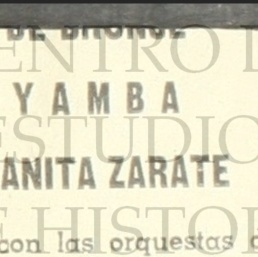 DE BRONCE
YAMBA
ANITA ZARATE
con las orquestas